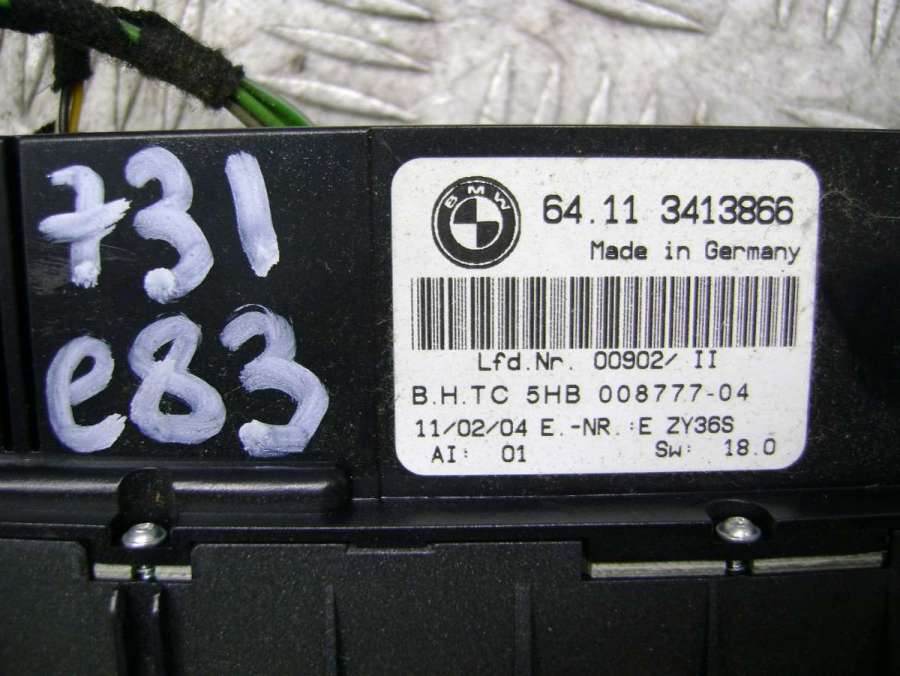 731
e83
BMW
64.11 3413866
Made in Germany
Lfd.Nr. 00902/ II
B.H.TC 5HB 008777-04
11/02/04 E.-NR.:E ZY36S
AI: 01 Sw: 18.0